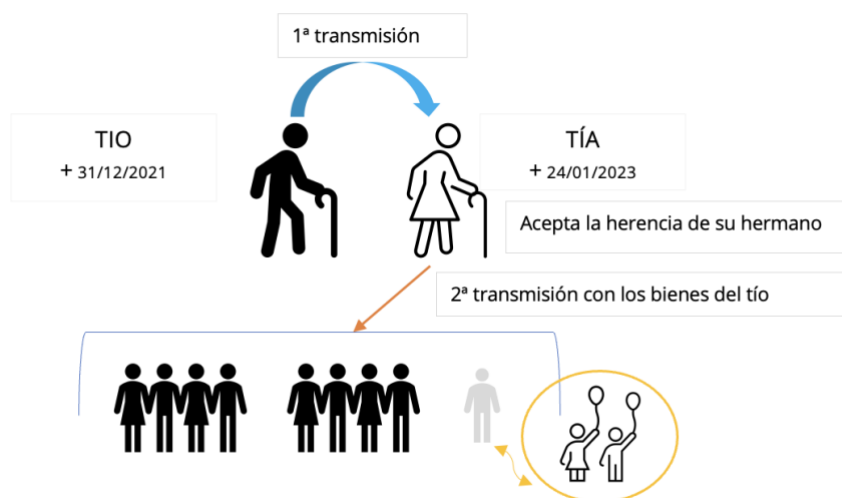 1ª transmisión
TIO
+ 31/12/2021
TÍA
+ 24/01/2023
Acepta la herencia de su hermano
2ª transmisión con los bienes del tío